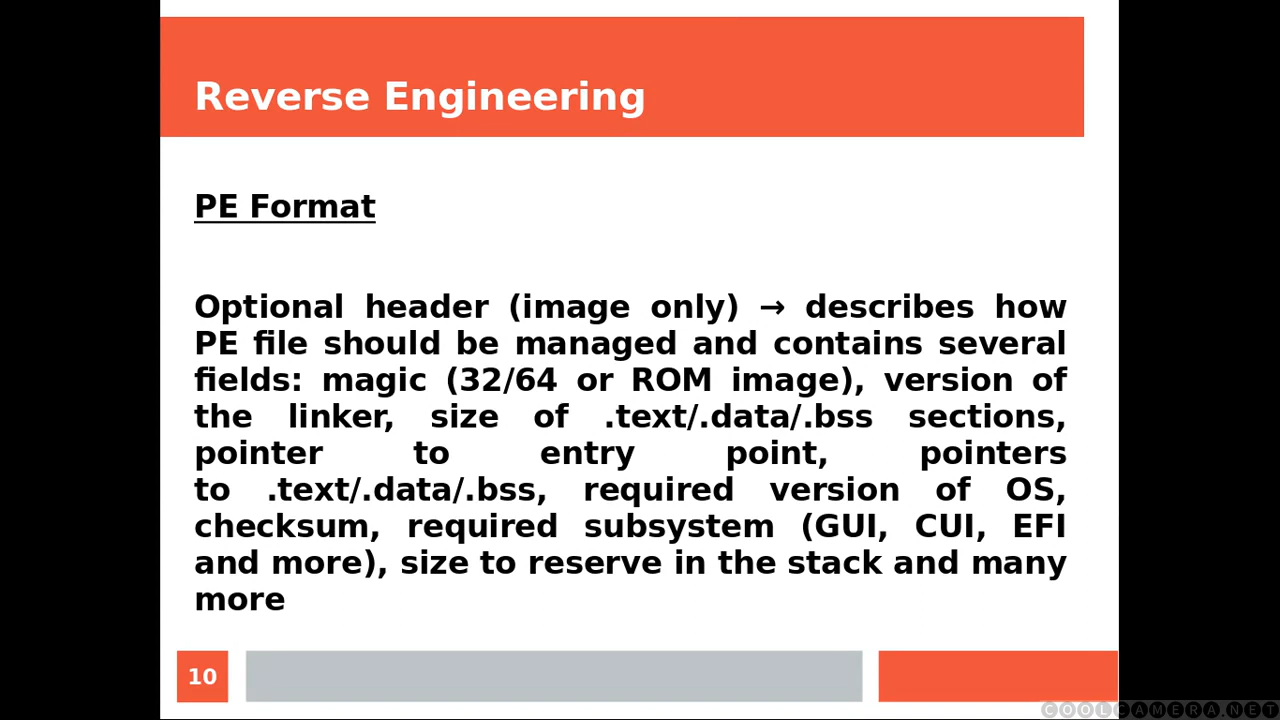 Reverse Engineering
PE Format
Optional header (image only) → describes how
PE file should be managed and contains several
fields: magic (32/64 or ROM image), version of
the linker, size of .text/.data/.bss sections,
pointer to entry point, pointers
to .text/.data/.bss, required version of OS,
checksum, required subsystem (GUI, CUI, EFI
and more), size to reserve in the stack and many
more
10
COOLCAMERA.NET